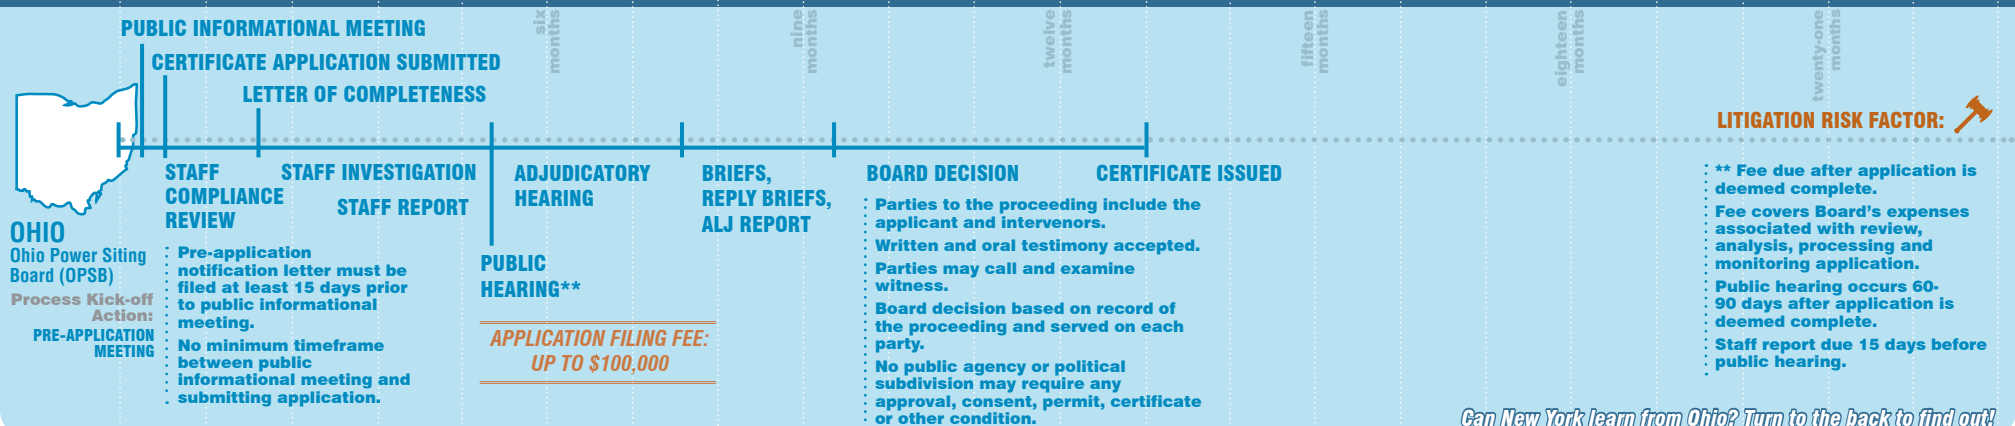 six
months
nine
months
twelve
months
fifteen
months
eighteen
months
twenty-one
months
PUBLIC INFORMATIONAL MEETING
CERTIFICATE APPLICATION SUBMITTED
LETTER OF COMPLETENESS
LITIGATION RISK FACTOR:
OHIO
Ohio Power Siting
Board (OPSB)
Process Kick-off
Action:
PRE-APPLICATION
MEETING
STAFF
COMPLIANCE
REVIEW
Pre-application
notification letter must be
filed at least 15 days prior
to public informational
meeting.
No minimum timeframe
between public
informational meeting and
submitting application.
STAFF INVESTIGATION
STAFF REPORT
PUBLIC
HEARING**
APPLICATION FILING FEE:
UP TO $100,000
ADJUDICATORY
HEARING
BRIEFS,
REPLY BRIEFS,
ALJ REPORT
BOARD DECISION
Parties to the proceeding include the
applicant and intervenors.
Written and oral testimony accepted.
Parties may call and examine
witness.
Board decision based on record of
the proceeding and served on each
party.
No public agency or political
subdivision may require any
approval, consent, permit, certificate
or other condition.
CERTIFICATE ISSUED
** Fee due after application is
deemed complete.
Fee covers Board's expenses
associated with review,
analysis, processing and
monitoring application.
Public hearing occurs 60-
90 days after application is
deemed complete.
Staff report due 15 days before
public hearing.
Can New York learn from Ohio? Turn to the back to find out!